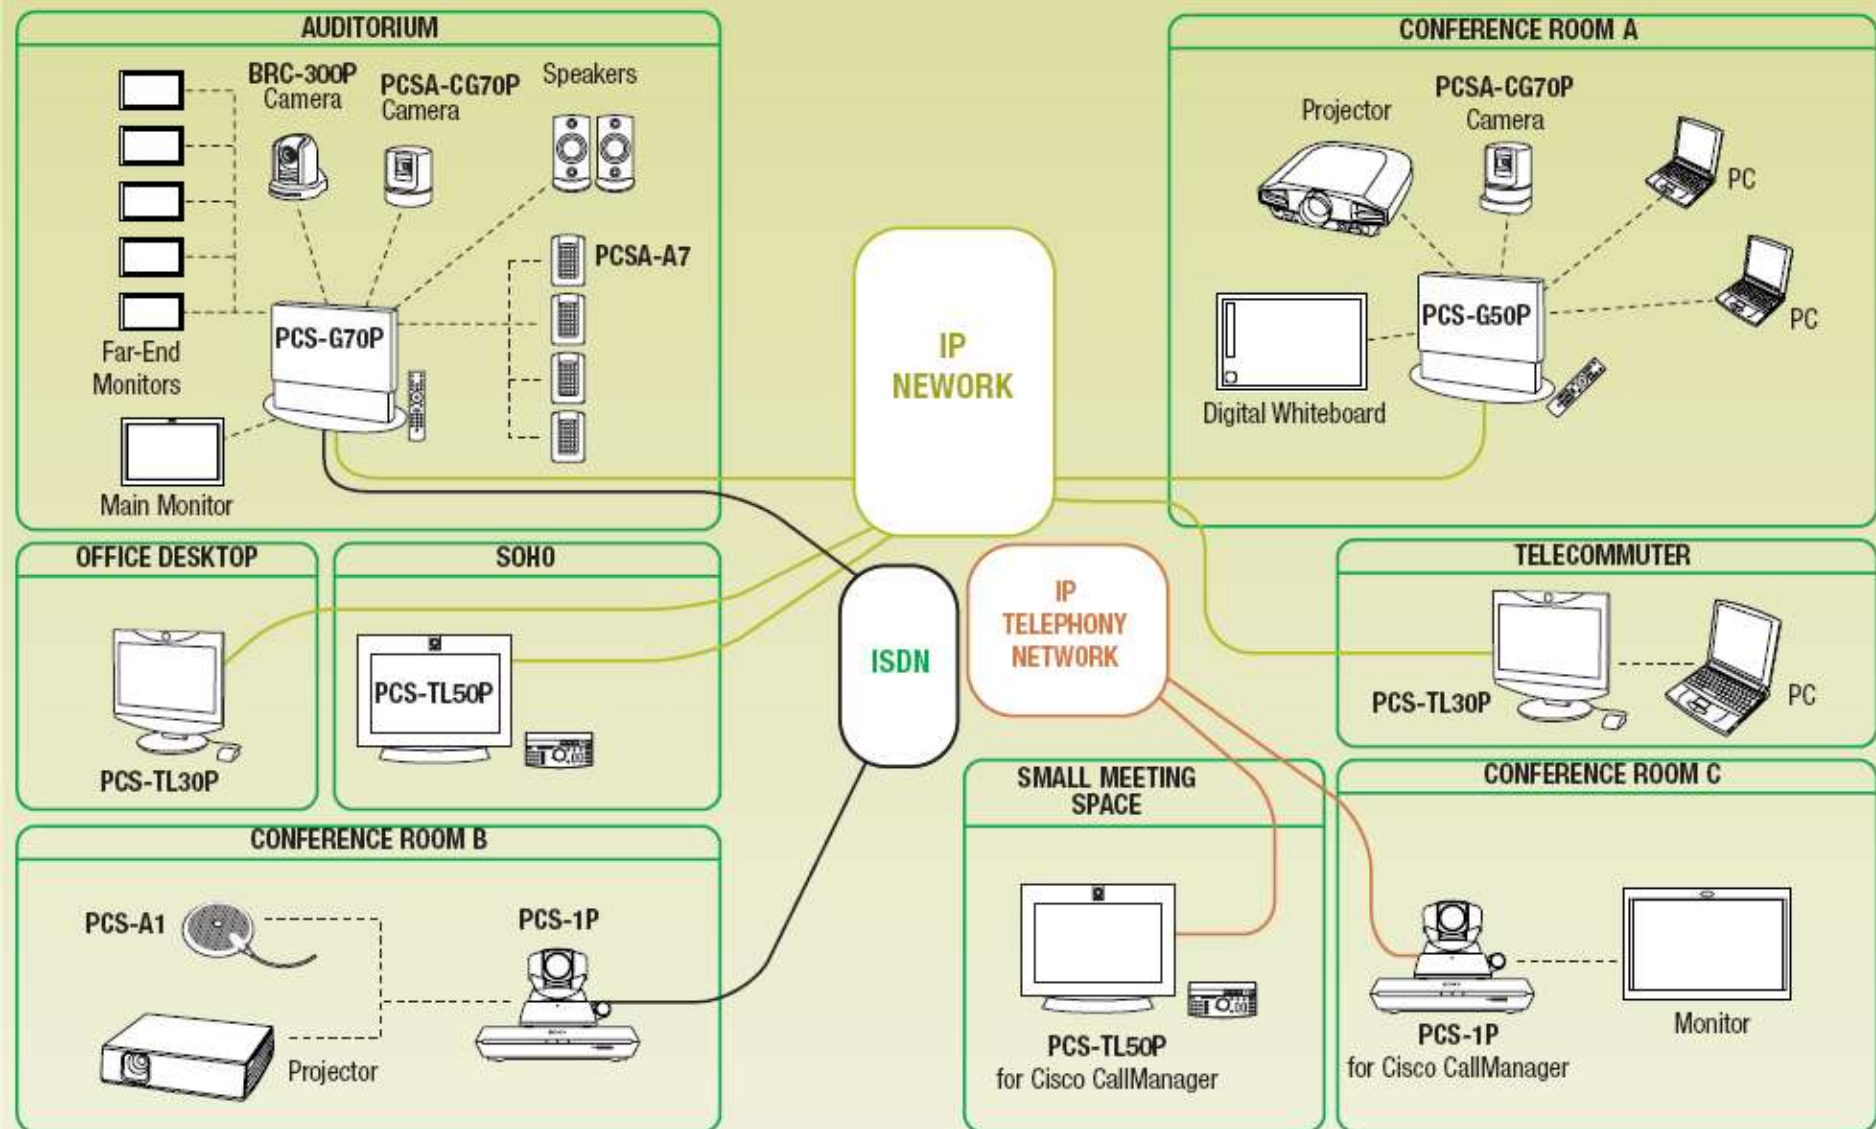 AUDITORIUM
BRC-300P
Camera
PCSA-CG70P
Camera
Speakers
PCSA-A7
PCS-G70P
Far-End
Monitors
Main Monitor
CONFERENCE ROOM A
Projector
PCSA-CG70P
Camera
PC
PC
PCS-G50P
Digital Whiteboard
IP
NEWORK
OFFICE DESKTOP
PCS-TL30P
SOHO
PCS-TL50P
ISDN
IP
TELEPHONY
NETWORK
TELECOMMUTER
PCS-TL30P
PC
CONFERENCE ROOM B
PCS-A1
PCS-1P
Projector
SMALL MEETING
SPACE
PCS-TL50P
for Cisco CallManager
CONFERENCE ROOM C
PCS-1P
for Cisco CallManager
Monitor